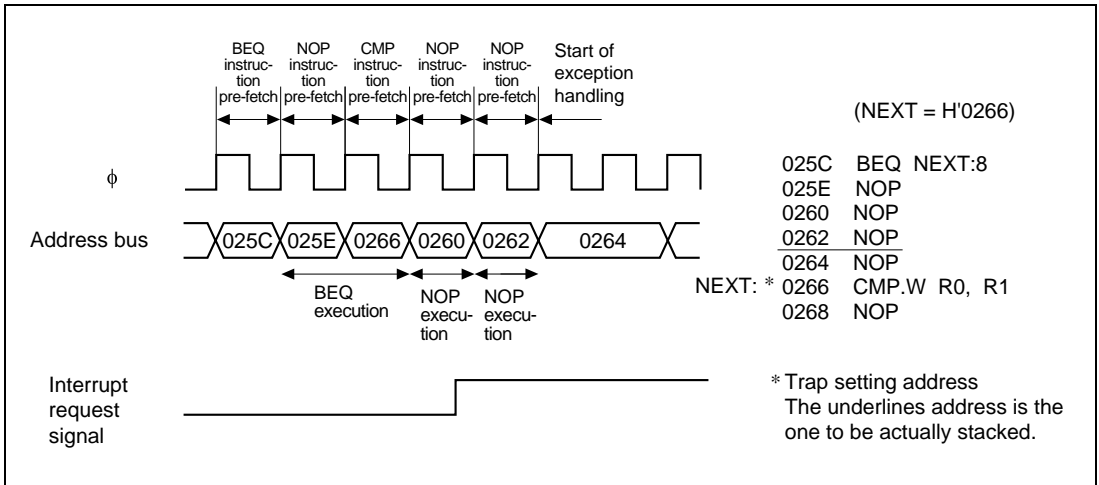 BEQ
instruc-
tion
pre-fetch
NOP
instruc-
tion
pre-fetch
CMP
instruc-
tion
pre-fetch
NOP
instruc-
tion
pre-fetch
NOP
instruc-
tion
pre-fetch
Start of
exception
handling
(NEXT = H'0266)
ϕ
Address bus
025C 025E 0266 0260 0262 0264
BEQ
execution
NOP
execu-
tion
NOP
execu-
tion
Interrupt
request
signal
025C BEQ NEXT:8
025E NOP
0260 NOP
0262 NOP
0264 NOP
NEXT: * 0266 CMP.W R0, R1
0268 NOP
* Trap setting address
The underlines address is the
one to be actually stacked.